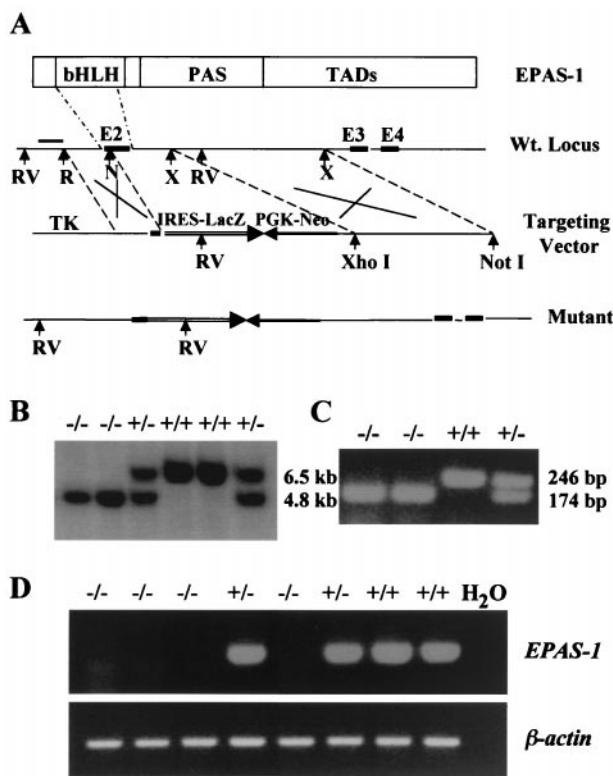 A
bHLH PAS TADs EPAS-1
E2 E3 E4 Wt. Locus
RV R N X RV X
TK IRES-LacZ PGK-Neo Targeting Vector
RV Xho I Not I
Mutant
RV RV
B
-/- -/- +/- +/+ +/+ +/-
6.5 kb
4.8 kb
C
-/- -/- +/+ +/-
246 bp
174 bp
D
-/- -/- -/- +/- -/- +/- +/+ +/+ H2O
EPAS-1
β-actin